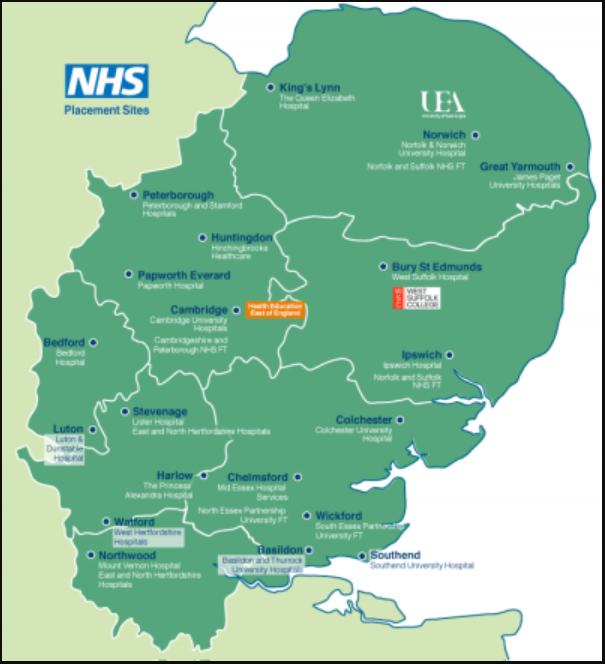 NHS
Placement Sites
King's Lynn
The Queen Elizabeth
Hospital
UEA
Norwich
Norfolk & Norwich
University Hospital
Norfolk and Suffolk NHS FT
Great Yarmouth
James Paget
University Hospitals
Peterborough
Peterborough and Stamford
Hospitals
Huntingdon
Hinchingbrooke
Healthcare
Papworth Everard
Papworth Hospital
Bury St Edmunds
West Suffolk Hospital
WEST
SUFFOLK
COLLEGE
Cambridge
Cambridge University
Hospitals
Cambridgeshire and
Peterborough NHS FT
Health Education
East of England
Bedford
Bedford
Hospital
Ipswich
Ipswich Hospital
Norfolk and Suffolk
NHS FT
Stevenage
Lister Hospital
East and North Hertfordshire Hospitals
Luton
Luton &
Dunstable
Hospital
Colchester
Colchester University
Hospital
Harlow
The Princess
Alexandra Hospital
Chelmsford
Mid Essex Hospital
Services
North Essex Partnership
University FT
Wickford
South Essex Partnership
University FT
Watford
West Hertfordshire
Hospitals
Northwood
Mount Vernon Hospital
East and North Hertfordshire
Hospitals
Basildon
Basildon and Thurrock
University Hospitals
Southend
Southend University Hospital